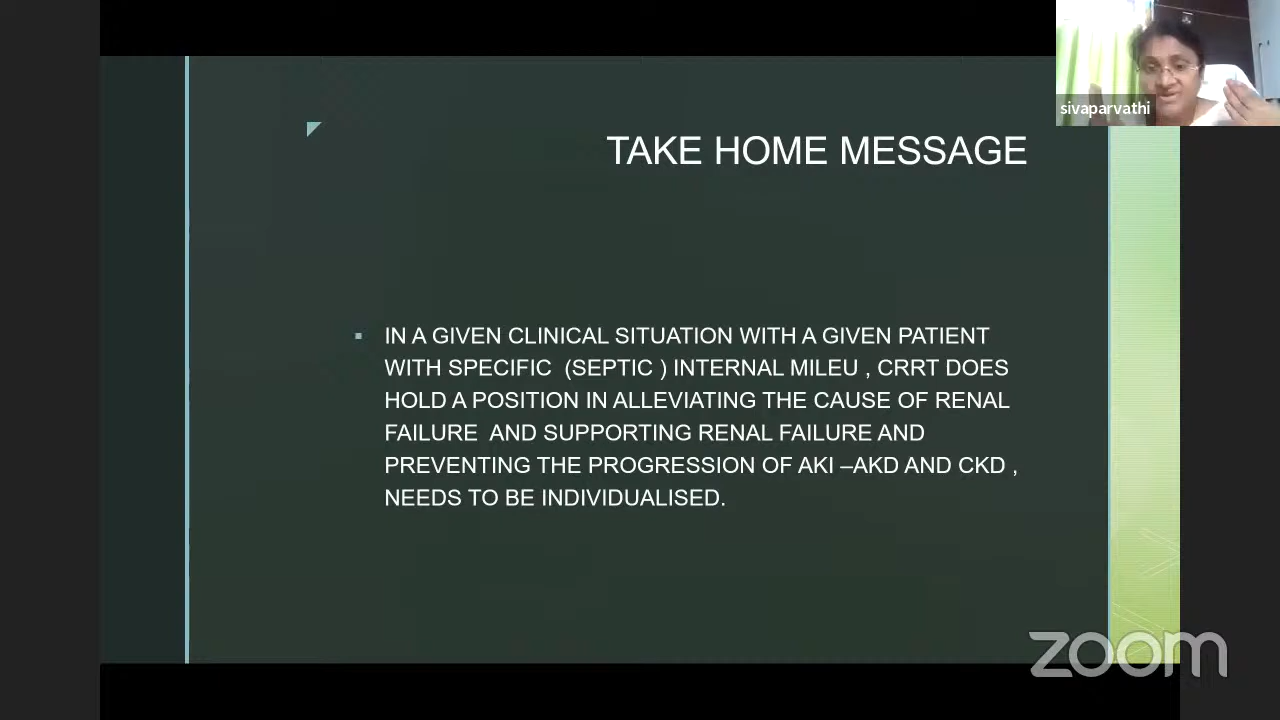 sivaparvathi
TAKE HOME MESSAGE
IN A GIVEN CLINICAL SITUATION WITH A GIVEN PATIENT
WITH SPECIFIC (SEPTIC ) INTERNAL MILEU , CRRT DOES
HOLD A POSITION IN ALLEVIATING THE CAUSE OF RENAL
FAILURE AND SUPPORTING RENAL FAILURE AND
PREVENTING THE PROGRESSION OF AKI –AKD AND CKD ,
NEEDS TO BE INDIVIDUALISED.
zoom